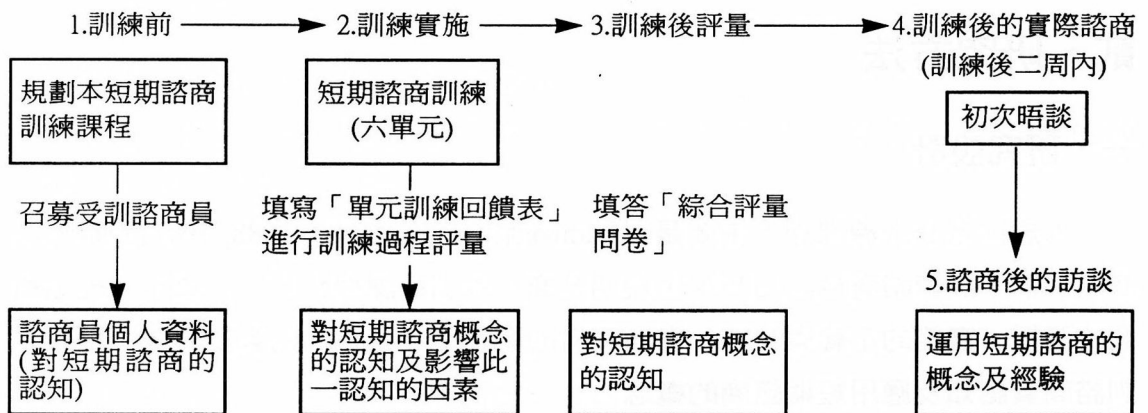 1.訓練前
2.訓練實施
3.訓練後評量
4.訓練後的實際諮商
(訓練後二周內)
規劃本短期諮商
訓練課程
短期諮商訓練
(六單元)
初次晤談
召募受訓諮商員
填寫「單元訓練回饋表」
進行訓練過程評量
填答「綜合評量
問卷」
5.諮商後的訪談
諮商員個人資料
(對短期諮商的
認知)
對短期諮商概念
的認知及影響此
一認知的因素
對短期諮商概念
的認知
運用短期諮商的
概念及經驗